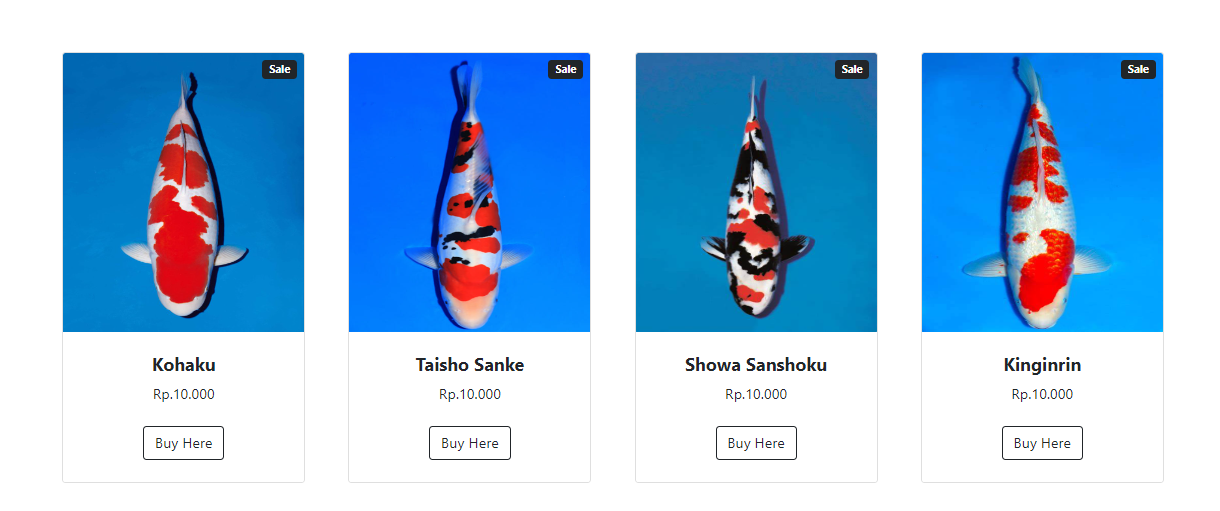 Sale
Sale
Sale
Sale
Kohaku
Taisho Sanke
Showa Sanshoku
Kinginrin
Rp.10.000
Rp.10.000
Rp.10.000
Rp.10.000
Buy Here
Buy Here
Buy Here
Buy Here